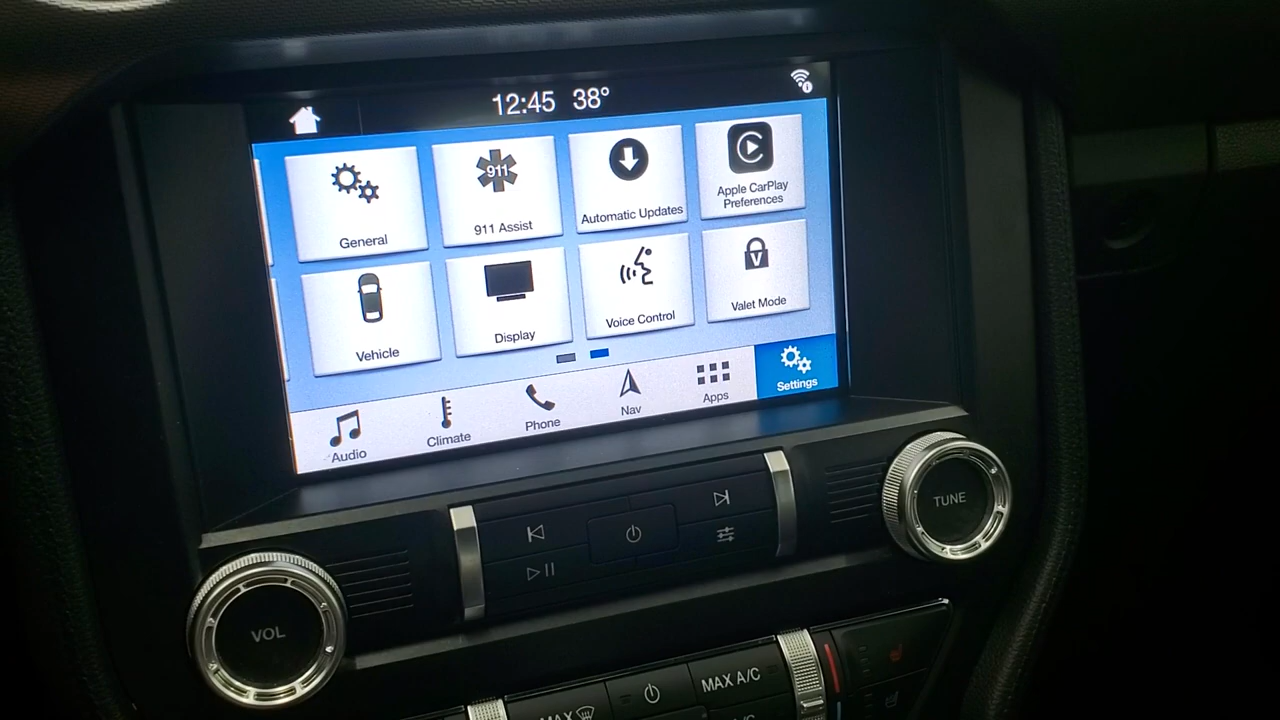 12:45 38°
General
911
911 Assist
Automatic Updates
Apple CarPlay
Preferences
Vehicle
Display
Voice Control
V
Valet Mode
Audio
Climate
Phone
Nav
Apps
Settings
VOL
TUNE
MAX
MAX A/C
A/C